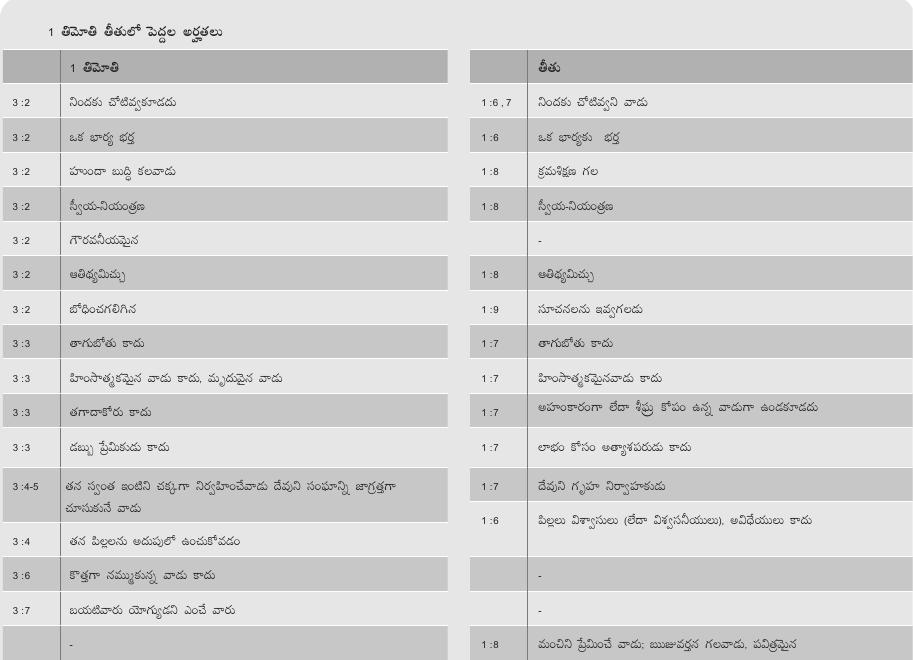 1 తిమోతి తీతులో పెద్దల అర్హతలు
1 తిమోతి తీతు
3:2 నిందకు చోటివ్వకూడదు 1:6,7 నిందకు చోటివ్వని వాడు
3:2 ఒక భార్య భర్త 1:6 ఒక భార్యకు భర్త
3:2 హుందా బుద్ధి కలవాడు 1:8 క్రమశిక్షణ గల
3:2 స్వీయ-నియంత్రణ 1:8 స్వీయ-నియంత్రణ
3:2 గౌరవనీయమైన -
3:2 ఆతిథ్యమిచ్చు 1:8 ఆతిథ్యమిచ్చు
3:2 బోధించగలిగిన 1:9 సూచనలను ఇవ్వగలడు
3:3 తాగుబోతు కాదు 1:7 తాగుబోతు కాదు
3:3 హింసాత్మకమైన వాడు కాదు, మృదువైన వాడు 1:7 హింసాత్మకమైనవాడు కాదు
3:3 తగాదాకోరు కాదు 1:7 అహంకారంగా లేదా శీఘ్ర కోపం ఉన్న వాడుగా ఉండకూడదు
3:3 డబ్బు ప్రేమికుడు కాదు 1:7 లాభం కోసం అత్యాశపరుడు కాదు
3:4-5 తన స్వంత ఇంటిని చక్కగా నిర్వహించేవాడు దేవుని సంఘాన్ని జాగ్రత్తగా 1:7 దేవుని గృహ నిర్వాహకుడు
చూసుకునే వాడు
3:4 తన పిల్లలను అదుపులో ఉంచుకోవడం 1:6 పిల్లలు విశ్వాసులు (లేదా విశ్వసనీయులు), అవిధేయులు కాదు
3:6 కొత్తగా నమ్ముకున్న వాడు కాదు -
3:7 బయటివారు యోగ్యుడని ఎంచే వారు -
- 1:8 మంచిని ప్రేమించే వాడు; ఋజువర్తన గలవాడు, పవిత్రమైన